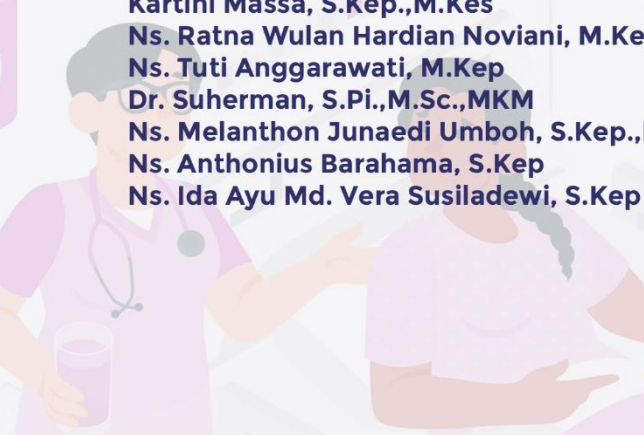 Kartini Massa, S.Kep.,M.Kes
Ns. Ratna Wulan Hardian Noviani, M.Ke
Ns. Tuti Anggarawati, M.Kep
Dr. Suherman, S.Pi.,M.Sc.,MKM
Ns. Melanthon Junaedi Umboh, S.Kep.,
Ns. Anthonius Barahama, S.Kep
Ns. Ida Ayu Md. Vera Susiladewi, S.Kep